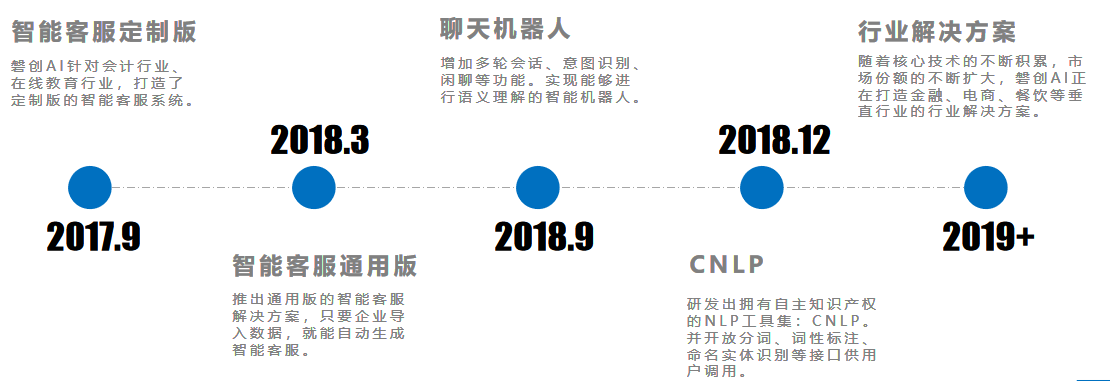 智能客服定制版
磐创AI针对会计行业、
在线教育行业，打造了
定制版的智能客服系统。
2017.9
2018.3
智能客服通用版
推出通用版的智能客服
解决方案，只要企业导
入数据，就能自动生成
智能客服。
聊天机器人
增加多轮会话、意图识别、
闲聊等功能。实现能够进
行语义理解的智能机器人。
2018.9
2018.12
CNLP
研发出拥有自主知识产权
的NLP工具集：CNLP。
并开放分词、词性标注、
命名实体识别等接口供用
户调用。
行业解决方案
随着核心技术的不断积累，市
场份额的不断扩大，磐创AI正
在打造金融、电商、餐饮等垂
直行业的行业解决方案。
2019+